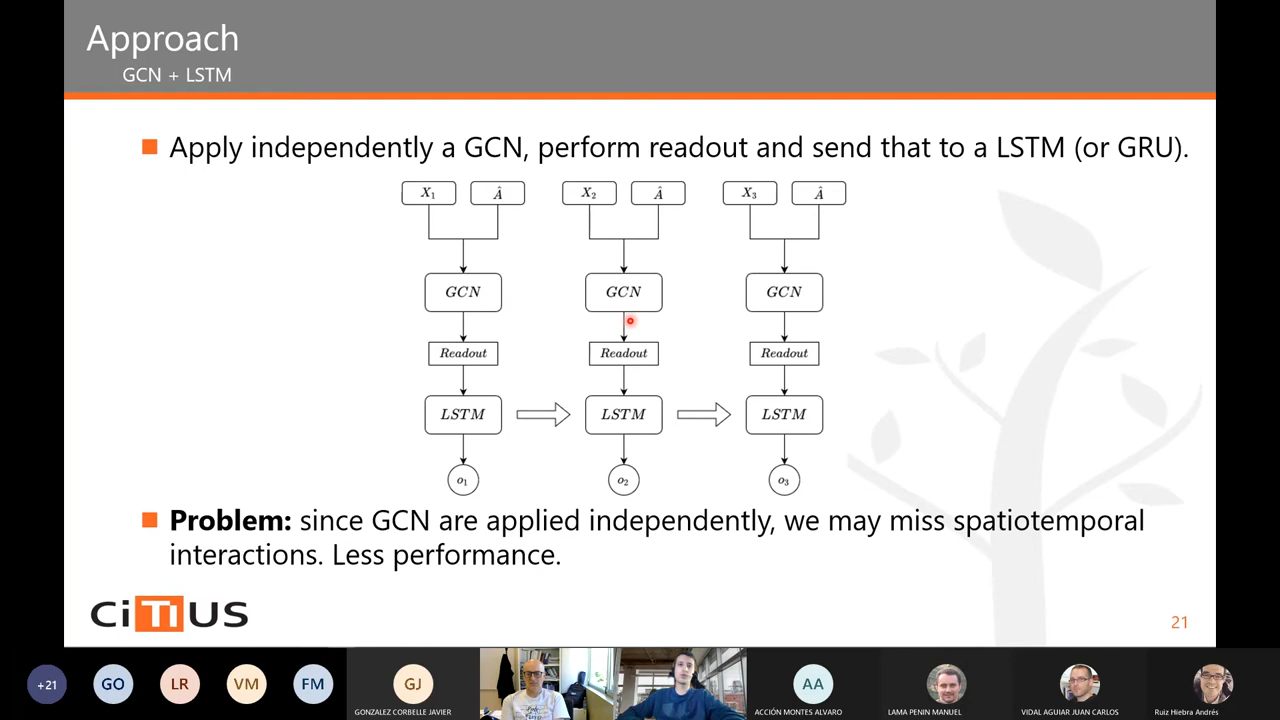 Approach
GCN + LSTM
Apply independently a GCN, perform readout and send that to a LSTM (or GRU).
X₁ Â X₂ Â X₃ Â
GCN GCN GCN
Readout Readout Readout
LSTM LSTM LSTM
o₁ o₂ o₃
Problem: since GCN are applied independently, we may miss spatiotemporal
interactions. Less performance.
CiTIUS
21
+21 GO LR VM FM GJ AA
GONZALEZ CORBELLE JAVIER ACCIÓN MONTES ALVARO LAMA PENIN MANUEL VIDAL AGUIAR JUAN CARLOS Ruiz Hiebra Andrés